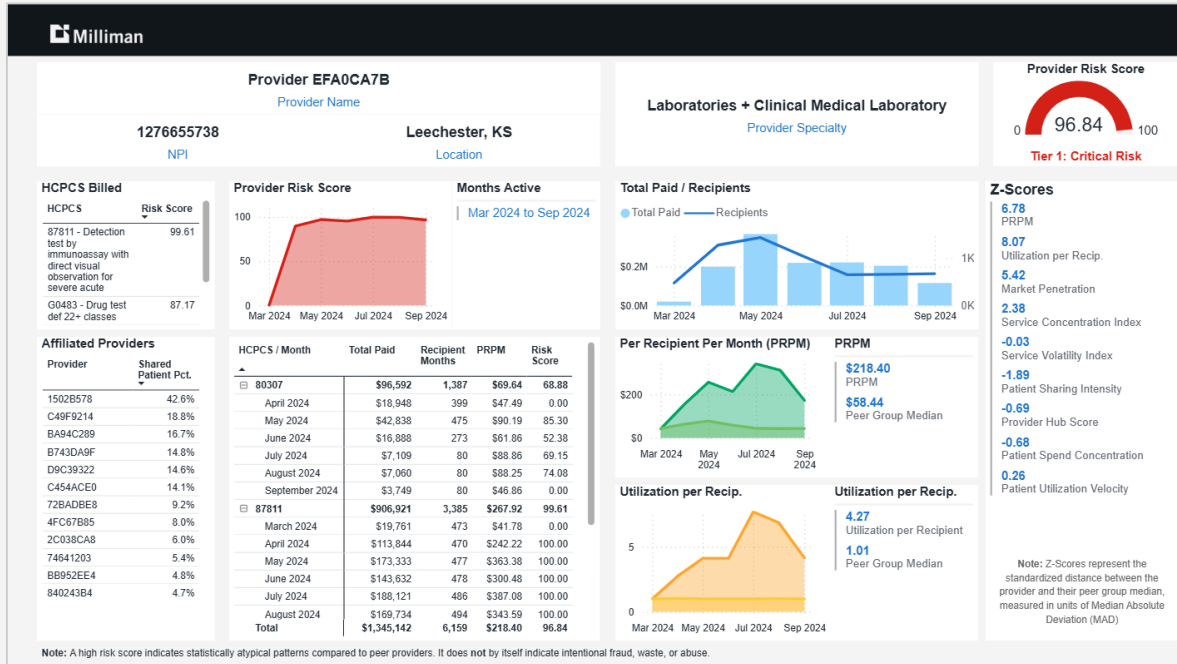 Milliman
Provider EFA0CA7B
Provider Name
1276655738
NPI
Leechester, KS
Location
Laboratories + Clinical Medical Laboratory
Provider Specialty
Provider Risk Score
0
96.84
100
Tier 1: Critical Risk
HCPCS Billed
HCPCS Risk Score
87811 - Detection 99.61
test by
immunoassay with
direct visual
observation for
severe acute
G0483 - Drug test 87.17
def 22+ classes
Provider Risk Score
100
50
0
Mar 2024 May 2024 Jul 2024 Sep 2024
Months Active
Mar 2024 to Sep 2024
Total Paid / Recipients
Total Paid Recipients
$0.2M
$0.0M
1K
0K
Mar 2024 May 2024 Jul 2024 Sep 2024
Z-Scores
6.78
PRPM
8.07
Utilization per Recip.
5.42
Market Penetration
2.38
Service Concentration Index
-0.03
Service Volatility Index
-1.89
Patient Sharing Intensity
-0.69
Provider Hub Score
-0.68
Patient Spend Concentration
0.26
Patient Utilization Velocity
Note: Z-Scores represent the
standardized distance between the
provider and their peer group median,
measured in units of Median Absolute
Deviation (MAD)
Affiliated Providers
Provider Shared
Patient Pct.
1502B578 42.6%
C49F9214 18.8%
BA94C289 16.7%
B743DA9F 14.8%
D9C39322 14.6%
C454ACE0 14.1%
72BADBE8 9.2%
4FC67B85 8.0%
2C038CA8 6.0%
74641203 5.4%
BB952EE4 4.8%
840243B4 4.7%
HCPCS / Month Total Paid Recipient PRPM Risk
Months Score
80307 $96,592 1,387 $69.64 68.88
April 2024 $18,948 399 $47.49 0.00
May 2024 $42,838 475 $90.19 85.30
June 2024 $16,888 273 $61.86 52.38
July 2024 $7,109 80 $88.86 69.15
August 2024 $7,060 80 $88.25 74.08
September 2024 $3,749 80 $46.86 0.00
87811 $906,921 3,385 $267.92 99.61
March 2024 $19,761 473 $41.78 0.00
April 2024 $113,844 470 $242.22 100.00
May 2024 $173,333 477 $363.38 100.00
June 2024 $143,632 478 $300.48 100.00
July 2024 $188,121 486 $387.08 100.00
August 2024 $169,734 494 $343.59 100.00
Total $1,345,142 6,159 $218.40 96.84
Per Recipient Per Month (PRPM)
$200
$0
Mar 2024 May Jul 2024 Sep
2024 2024
PRPM
$218.40
PRPM
$58.44
Peer Group Median
Utilization per Recip.
5
0
Mar 2024 May 2024 Jul 2024 Sep 2024
Utilization per Recip.
4.27
Utilization per Recipient
1.01
Peer Group Median
Note: A high risk score indicates statistically atypical patterns compared to peer providers. It does not by itself indicate intentional fraud, waste, or abuse.